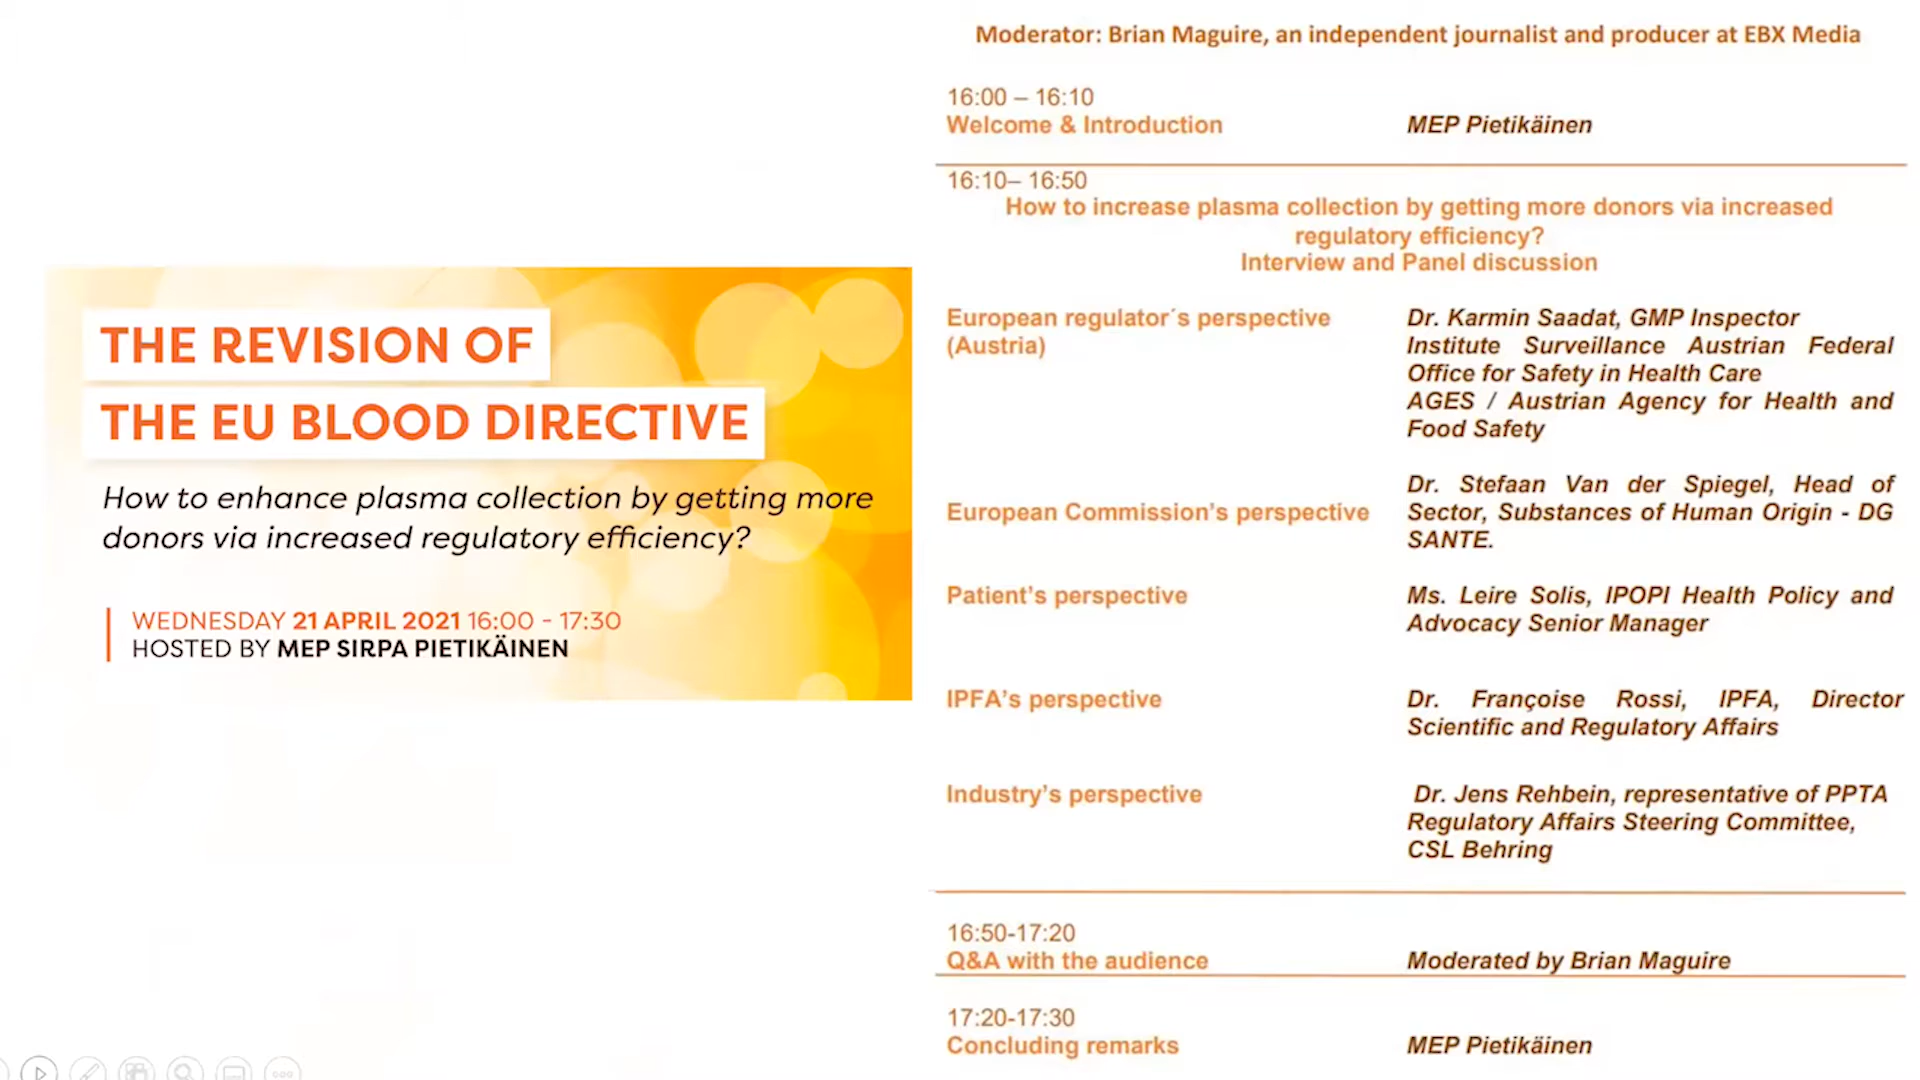 THE REVISION OF
THE EU BLOOD DIRECTIVE
How to enhance plasma collection by getting more
donors via increased regulatory efficiency?
WEDNESDAY 21 APRIL 2021 16:00 - 17:30
HOSTED BY MEP SIRPA PIETIKÄINEN
Moderator: Brian Maguire, an independent journalist and producer at EBX Media
16:00 – 16:10
Welcome & Introduction MEP Pietikäinen
16:10– 16:50
How to increase plasma collection by getting more donors via increased
regulatory efficiency?
Interview and Panel discussion
European regulator´s perspective
(Austria)
Dr. Karmin Saadat, GMP Inspector
Institute Surveillance Austrian Federal
Office for Safety in Health Care
AGES / Austrian Agency for Health and
Food Safety
European Commission’s perspective
Dr. Stefaan Van der Spiegel, Head of
Sector, Substances of Human Origin - DG
SANTE.
Patient’s perspective
Ms. Leire Solis, IPOPI Health Policy and
Advocacy Senior Manager
IPFA’s perspective
Dr. Françoise Rossi, IPFA, Director
Scientific and Regulatory Affairs
Industry’s perspective
Dr. Jens Rehbein, representative of PPTA
Regulatory Affairs Steering Committee,
CSL Behring
16:50-17:20
Q&A with the audience Moderated by Brian Maguire
17:20-17:30
Concluding remarks MEP Pietikäinen